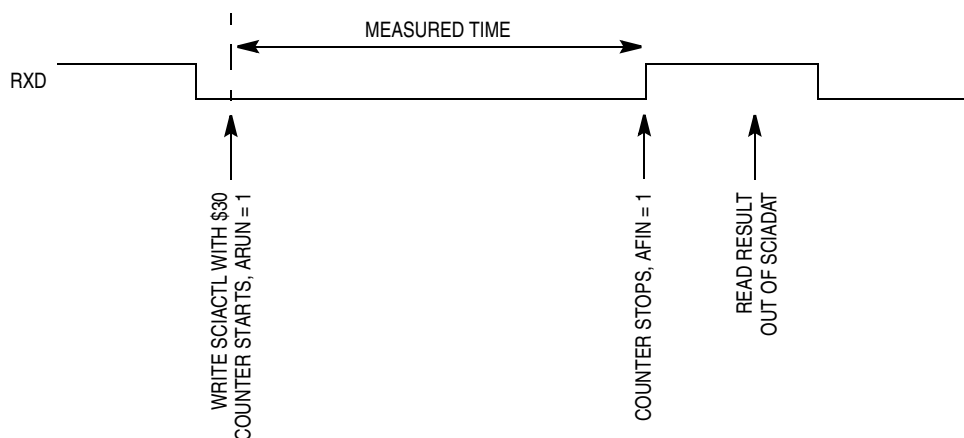 MEASURED TIME
RXD
WRITE SCIACTL WITH $30
COUNTER STARTS, ARUN = 1
COUNTER STOPS, AFIN = 1
READ RESULT
OUT OF SCIADAT